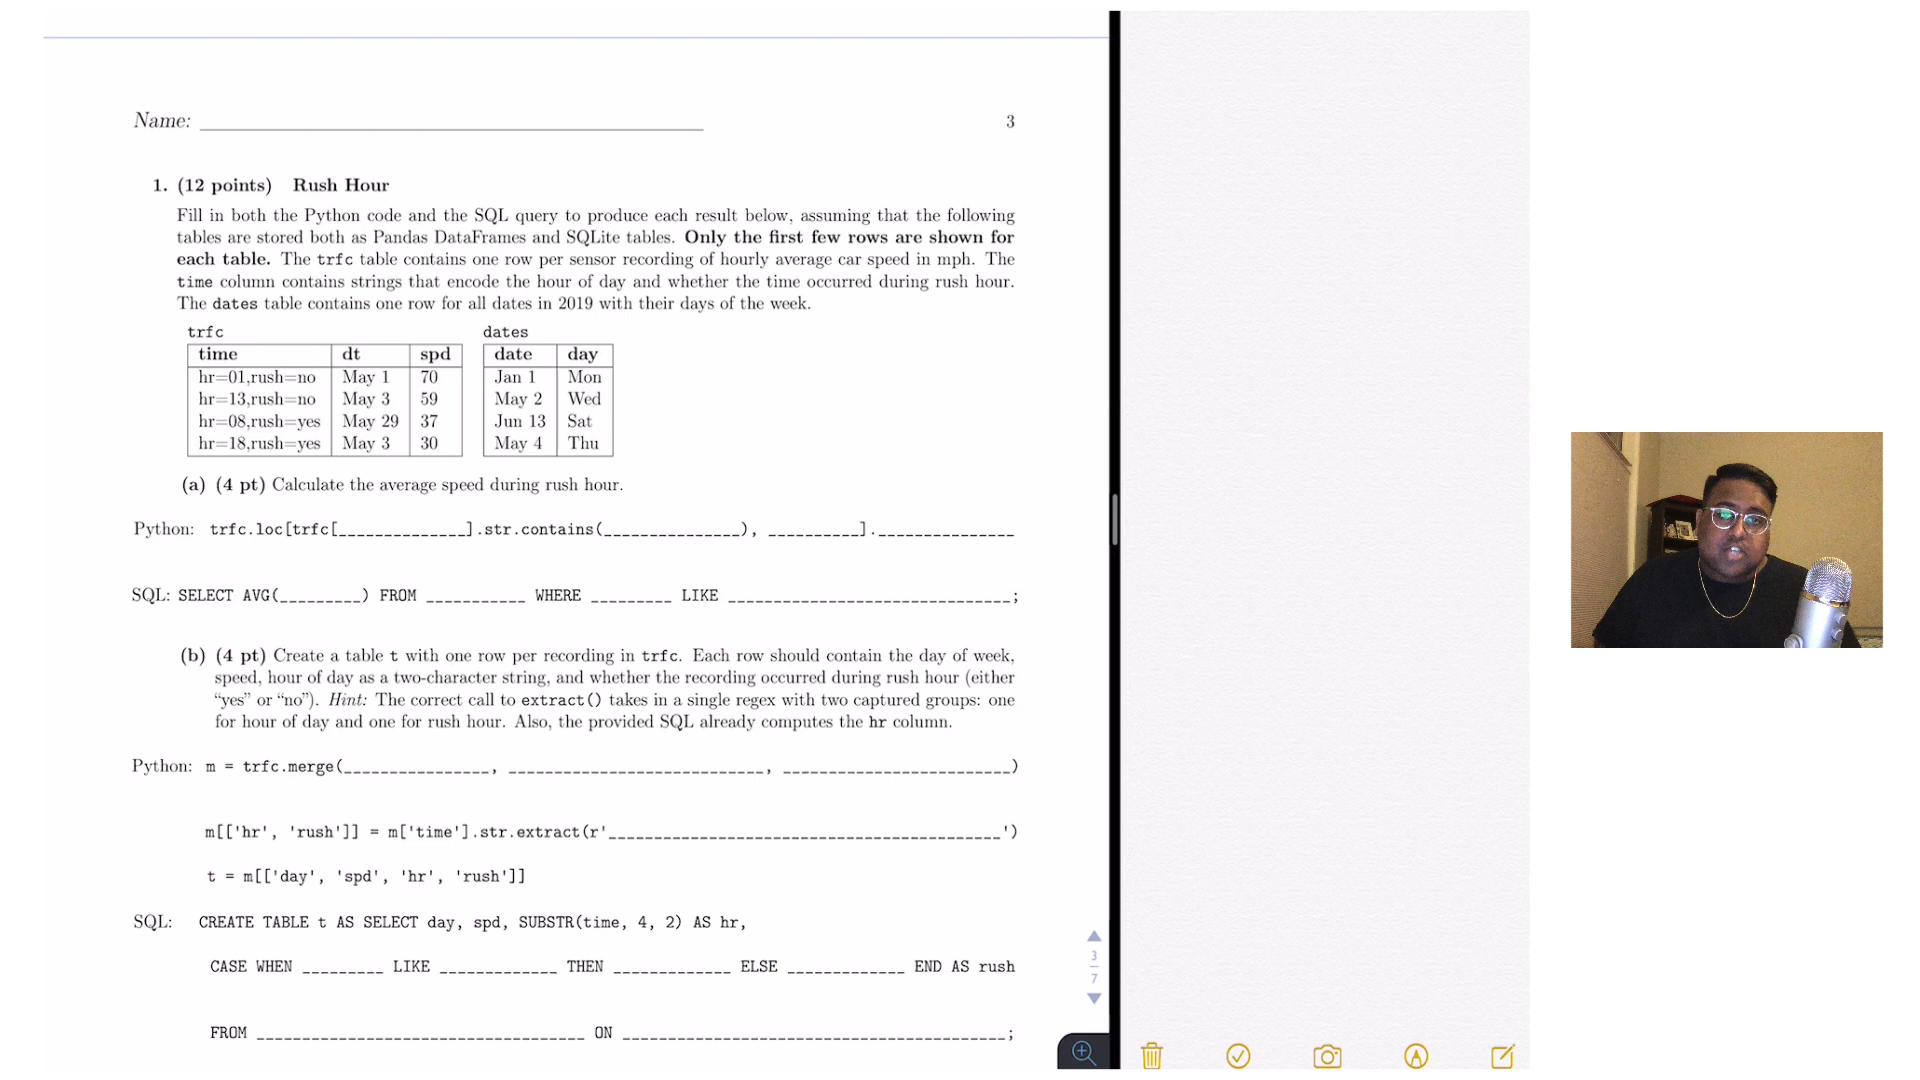 Name: ____________________ 3
1. (12 points) Rush Hour
Fill in both the Python code and the SQL query to produce each result below, assuming that the following
tables are stored both as Pandas DataFrames and SQLite tables. Only the first few rows are shown for
each table. The trfc table contains one row per sensor recording of hourly average car speed in mph. The
time column contains strings that encode the hour of day and whether the time occurred during rush hour.
The dates table contains one row for all dates in 2019 with their days of the week.
trfc dates
time dt spd date day
hr=01,rush=no May 1 70 Jan 1 Mon
hr=13,rush=no May 3 59 May 2 Wed
hr=08,rush=yes May 29 37 Jun 13 Sat
hr=18,rush=yes May 3 30 May 4 Thu
(a) (4 pt) Calculate the average speed during rush hour.
Python: trfc.loc[trfc[______________].str.contains(_______________), __________]._______________
SQL: SELECT AVG(_________) FROM ___________ WHERE _________ LIKE _______________________________;
(b) (4 pt) Create a table t with one row per recording in trfc. Each row should contain the day of week,
speed, hour of day as a two-character string, and whether the recording occurred during rush hour (either
“yes” or “no”). Hint: The correct call to extract() takes in a single regex with two captured groups: one
for hour of day and one for rush hour. Also, the provided SQL already computes the hr column.
Python: m = trfc.merge(________________, ____________________________, _________________________)
m[['hr', 'rush']] = m['time'].str.extract(r'___________________________________________')
t = m[['day', 'spd', 'hr', 'rush']]
SQL: CREATE TABLE t AS SELECT day, spd, SUBSTR(time, 4, 2) AS hr,
CASE WHEN _________ LIKE _____________ THEN _____________ ELSE _____________ END AS rush
FROM ____________________________________ ON __________________________________________;
3
7